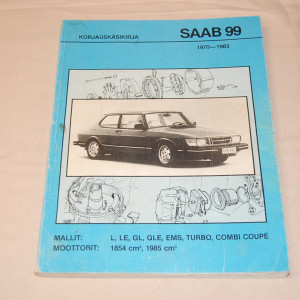 KORJAUSKÄSIKIRJA
SAAB 99
1970—1983
MALLIT: L, LE, GL, GLE, EMS, TURBO, COMBI COUPÉ
MOOTTORIT: 1854 cm³, 1985 cm³